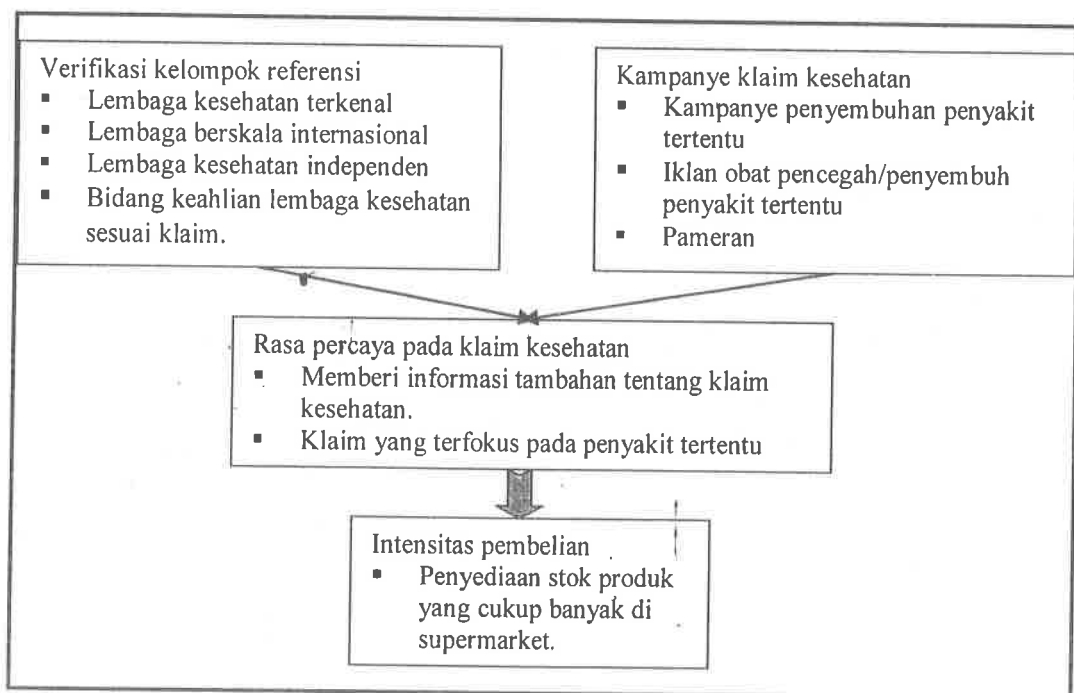 Verifikasi kelompok referensi
▪ Lembaga kesehatan terkenal
▪ Lembaga berskala internasional
▪ Lembaga kesehatan independen
▪ Bidang keahlian lembaga kesehatan
sesuai klaim.
Kampanye klaim kesehatan
▪ Kampanye penyembuhan penyakit
tertentu
▪ Iklan obat pencegah/penyembuh
penyakit tertentu
▪ Pameran
Rasa percaya pada klaim kesehatan
▪ Memberi informasi tambahan tentang klaim
kesehatan.
▪ Klaim yang terfokus pada penyakit tertentu
Intensitas pembelian
▪ Penyediaan stok produk
yang cukup banyak di
supermarket.